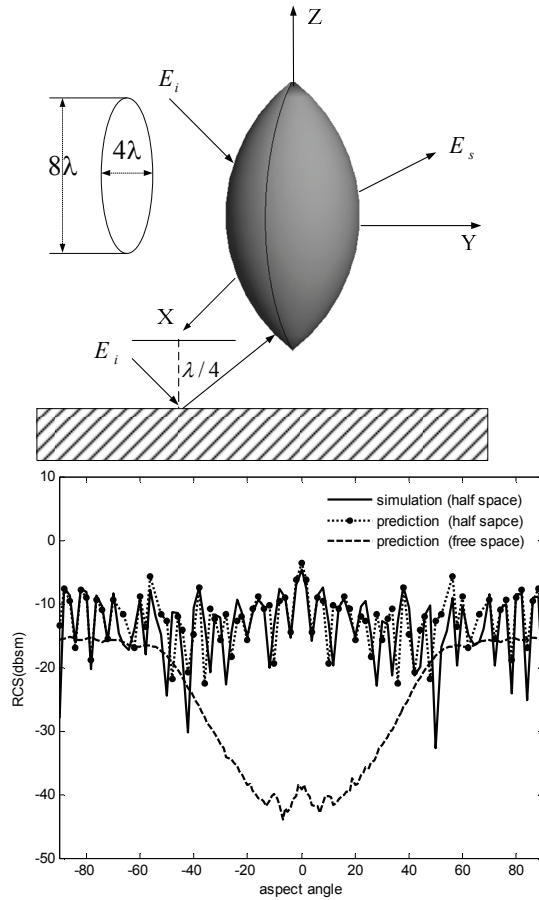 Z
E_i
4λ
8λ
E_s
Y
X
E_i
λ / 4
10
0
-10
-20
-30
-40
-50
RCS(dbsm)
simulation (half space)
prediction (half sapce)
prediction (free space)
-80 -60 -40 -20 0 20 40 60 80
aspect angle